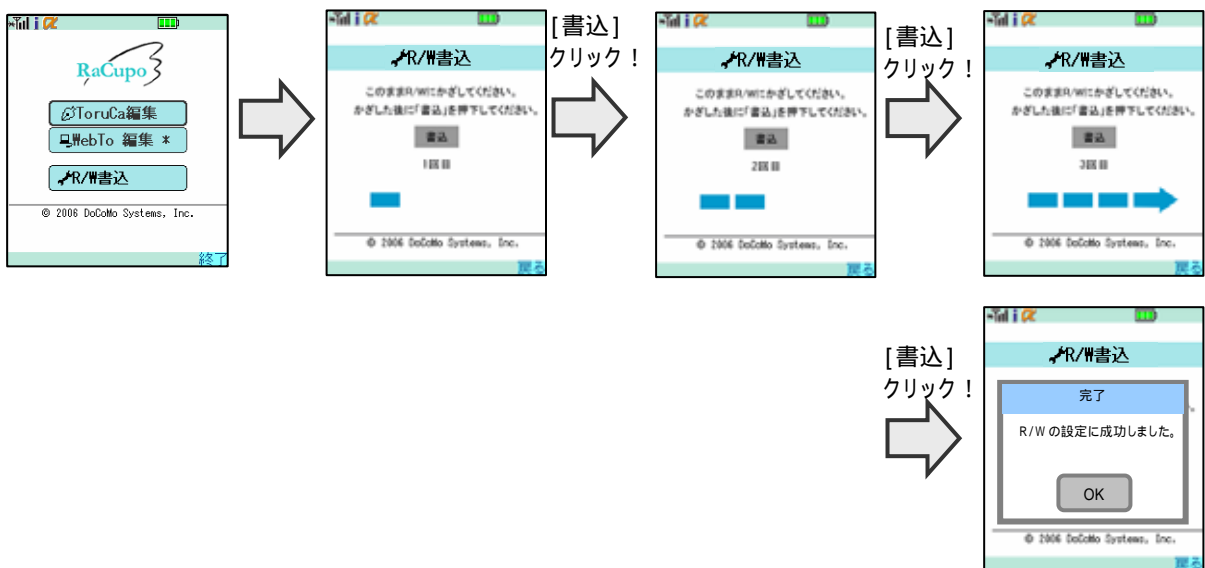 RaCupo
ToruCa編集
WebTo 編集 *
R/W書込
© 2006 DoCoMo Systems, Inc.
終了
R/W書込
このままR/Wにかざしてください。
かざした後に「書込」を押下してください。
書込
1回目
© 2006 DoCoMo Systems, Inc.
戻る
[書込]
クリック！
R/W書込
このままR/Wにかざしてください。
かざした後に「書込」を押下してください。
書込
2回目
© 2006 DoCoMo Systems, Inc.
戻る
[書込]
クリック！
R/W書込
このままR/Wにかざしてください。
かざした後に「書込」を押下してください。
書込
3回目
© 2006 DoCoMo Systems, Inc.
戻る
[書込]
クリック！
R/W書込
完了
R/Wの設定に成功しました。
OK
© 2006 DoCoMo Systems, Inc.
戻る